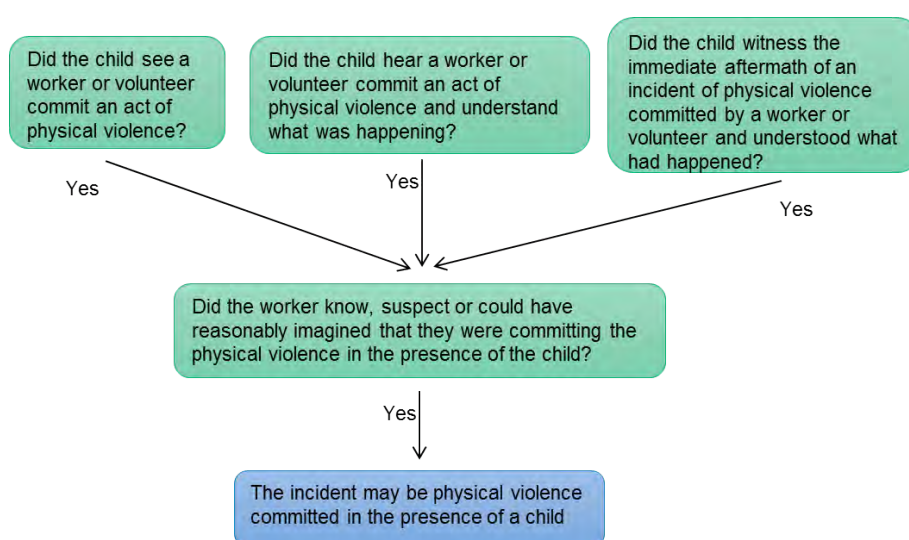 Did the child see a
worker or volunteer
commit an act of
physical violence?
Did the child hear a worker or
volunteer commit an act of
physical violence and understand
what was happening?
Did the child witness the
immediate aftermath of an
incident of physical violence
committed by a worker or
volunteer and understood what
had happened?
Yes
Yes
Yes
Did the worker know, suspect or could have
reasonably imagined that they were committing the
physical violence in the presence of the child?
Yes
The incident may be physical violence
committed in the presence of a child